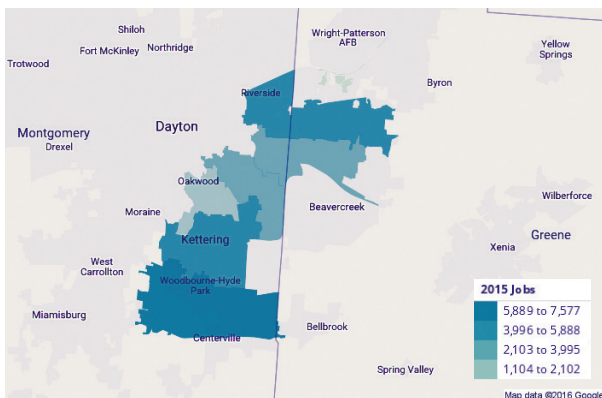 Shiloh
Wright-Patterson
AFB
Fort McKinley
Northridge
Yellow
Springs
Trotwood
Byron
Riverside
Dayton
Montgomery
Drexel
Oakwood
Wilberforce
Moraine
Beavercreek
Greene
Kettering
Xenia
West
Carrollton
Woodbourne-Hyde
Park
2015 Jobs
5,889 to 7,577
3,996 to 5,888
2,103 to 3,995
1,104 to 2,102
Miamisburg
Bellbrook
Centerville
Spring Valley
Map data ©2016 Google